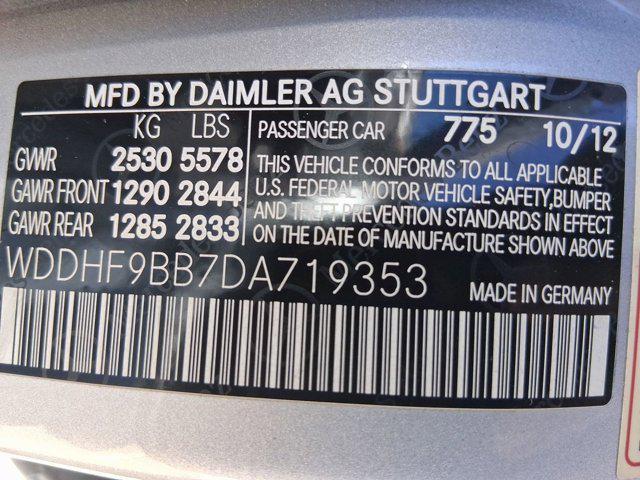 MFD BY DAIMLER AG STUTTGART
KG LBS
GVWR 2530 5578
GAWR FRONT 1290 2844
GAWR REAR 1285 2833
PASSENGER CAR 775 10/12
THIS VEHICLE CONFORMS TO ALL APPLICABLE
U.S. FEDERAL MOTOR VEHICLE SAFETY,BUMPER
AND THEFT PREVENTION STANDARDS IN EFFECT
ON THE DATE OF MANUFACTURE SHOWN ABOVE
WDDHF9BB7DA719353
MADE IN GERMANY